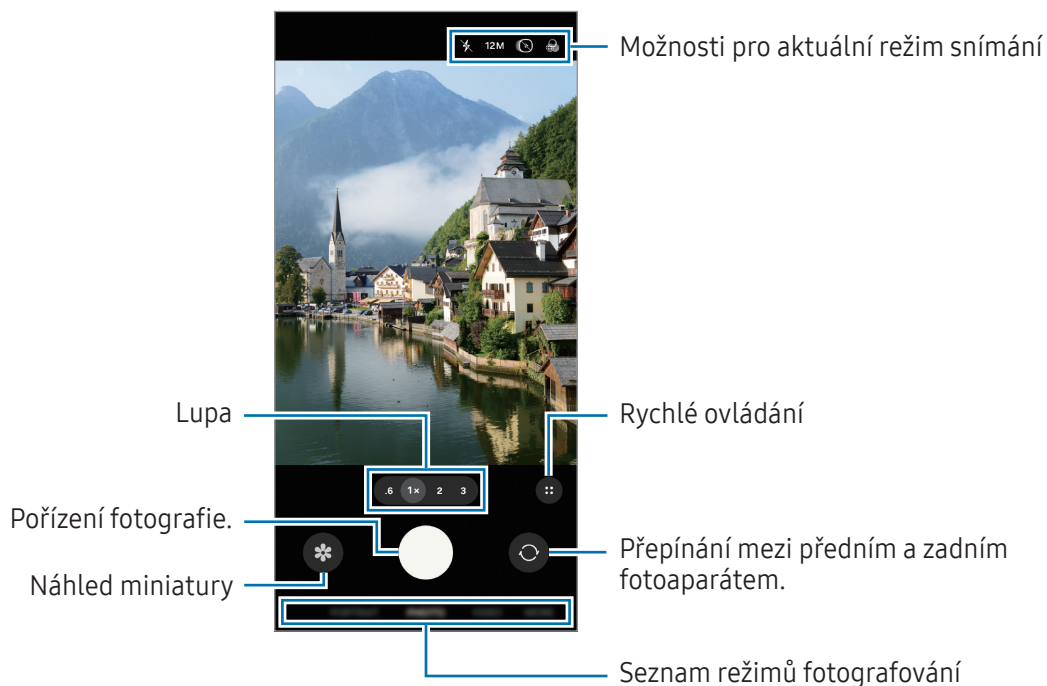 12M
Možnosti pro aktuální režim snímání
Lupa
Rychlé ovládání
.6 1× 2 3
Pořízení fotografie.
Přepínání mezi předním a zadním
fotoaparátem.
Náhled miniatury
Seznam režimů fotografování